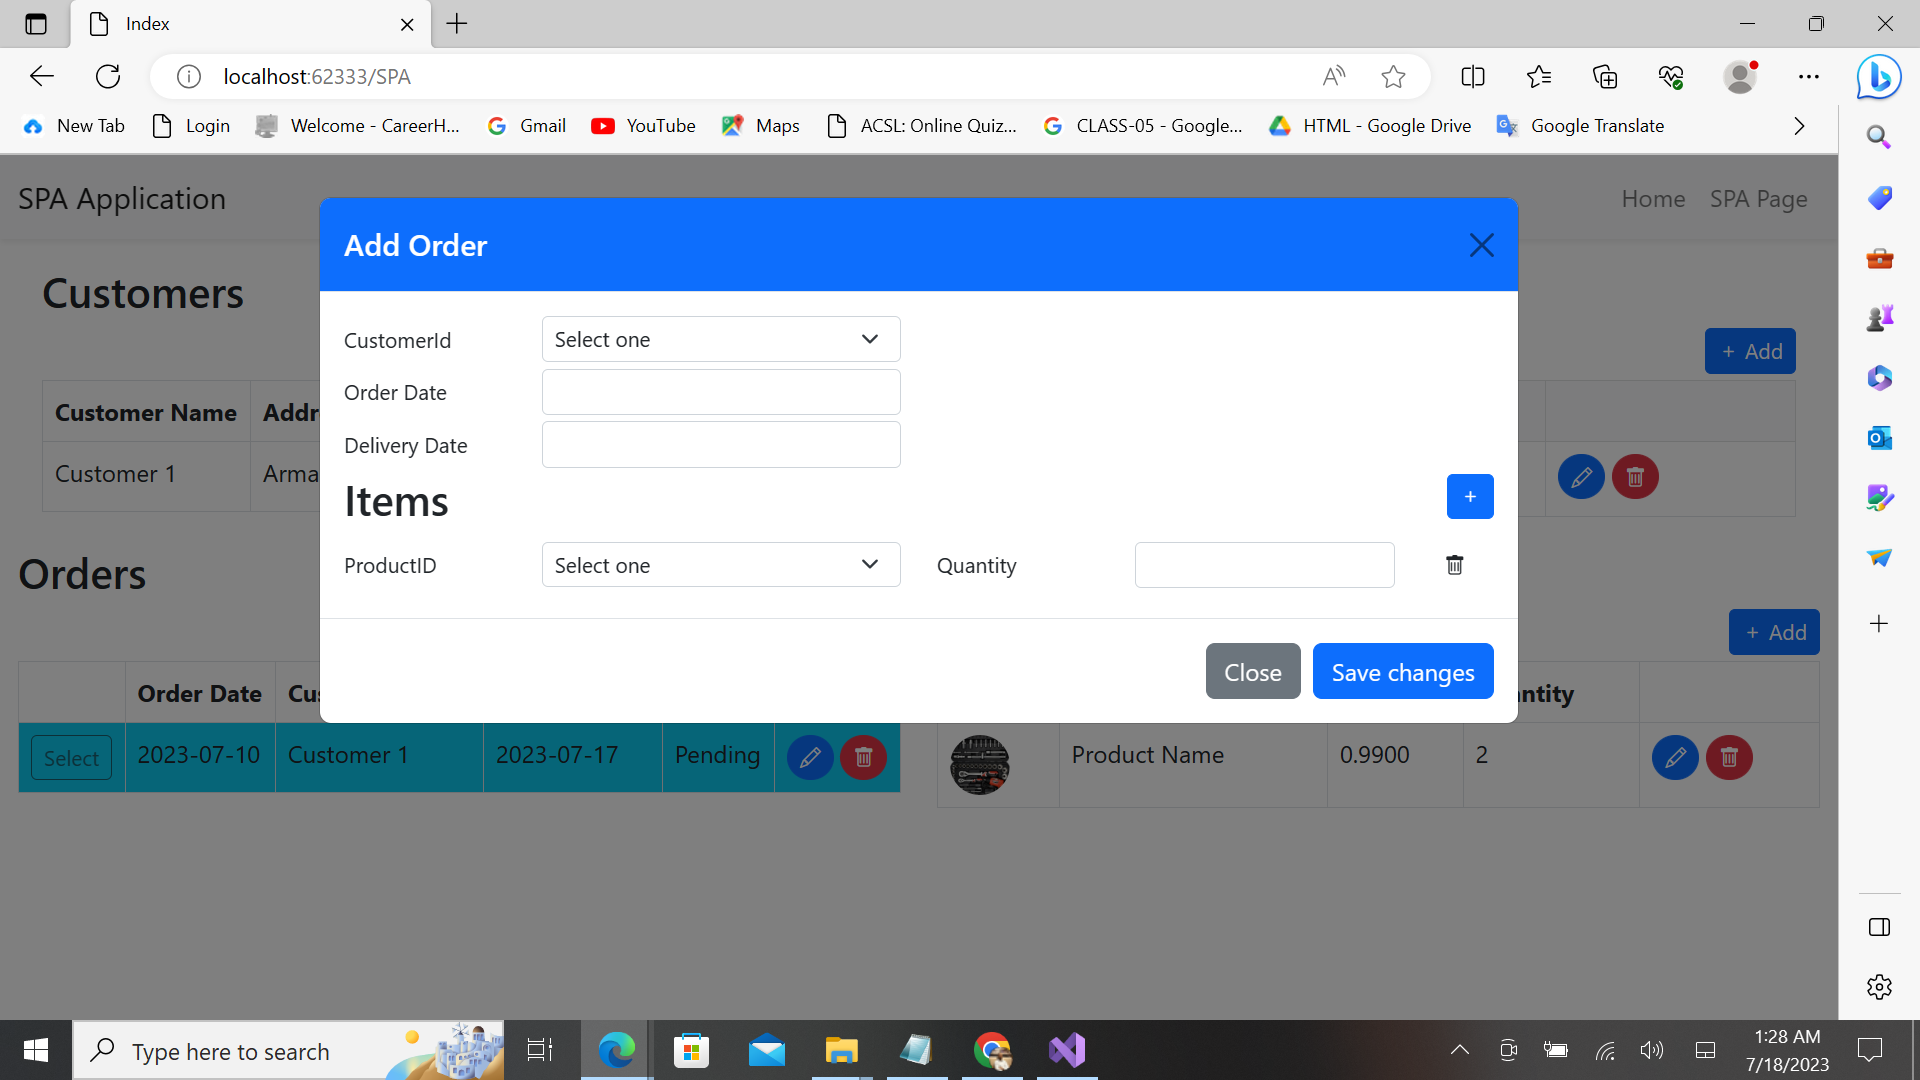 Index
localhost:62333/SPA
New Tab
Login
Welcome - CareerH...
Gmail
YouTube
Maps
ACSL: Online Quiz...
CLASS-05 - Google...
HTML - Google Drive
Google Translate
SPA Application
Home
SPA Page
Add Order
Customers
CustomerId
Select one
+ Add
Order Date
Customer Name
Addr
Delivery Date
Customer 1
Arma
Items
+
ProductID
Select one
Quantity
Orders
+ Add
Close
Save changes
Order Date
Cus
ntity
Select
2023-07-10
Customer 1
2023-07-17
Pending
Product Name
0.9900
2
Type here to search
1:28 AM
7/18/2023